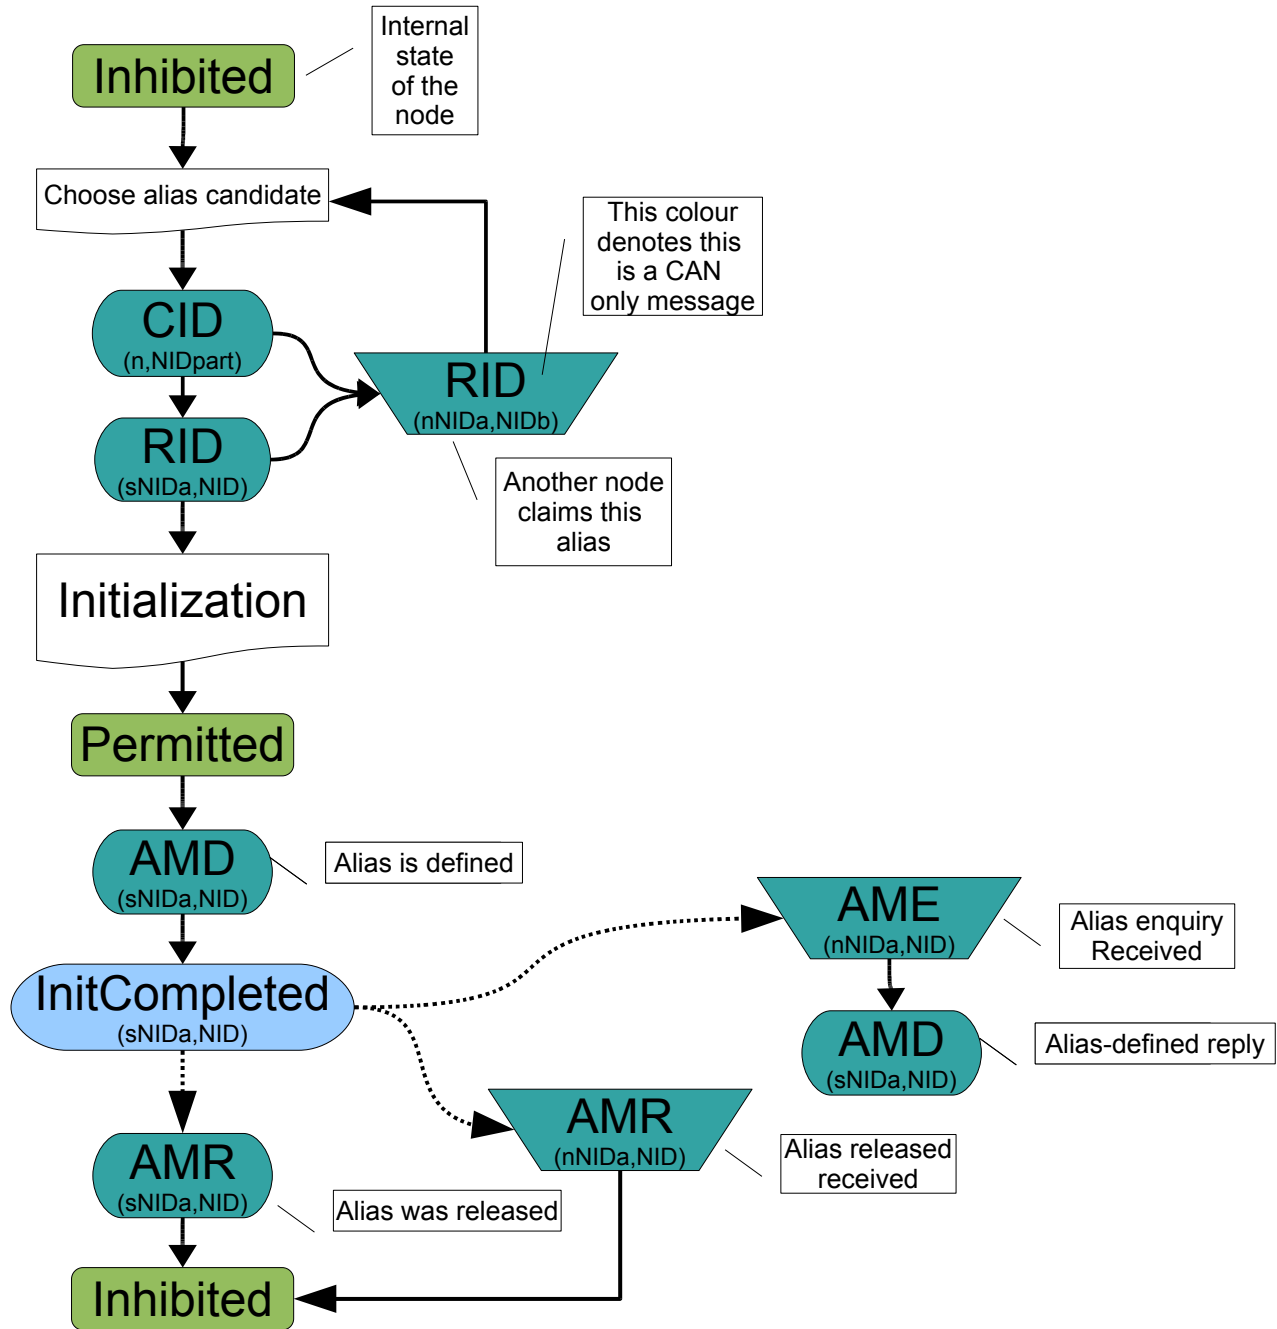 Inhibited
Internal
state
of the
node
Choose alias candidate
This colour
denotes this
is a CAN
only message
CID
(n,NIDpart)
RID
(nNIDa,NIDb)
RID
(sNIDa,NID)
Another node
claims this
alias
Initialization
Permitted
AMD
(sNIDa,NID)
Alias is defined
AME
(nNIDa,NID)
Alias enquiry
Received
InitCompleted
(sNIDa,NID)
AMD
(sNIDa,NID)
Alias-defined reply
AMR
(nNIDa,NID)
Alias released
received
AMR
(sNIDa,NID)
Alias was released
Inhibited